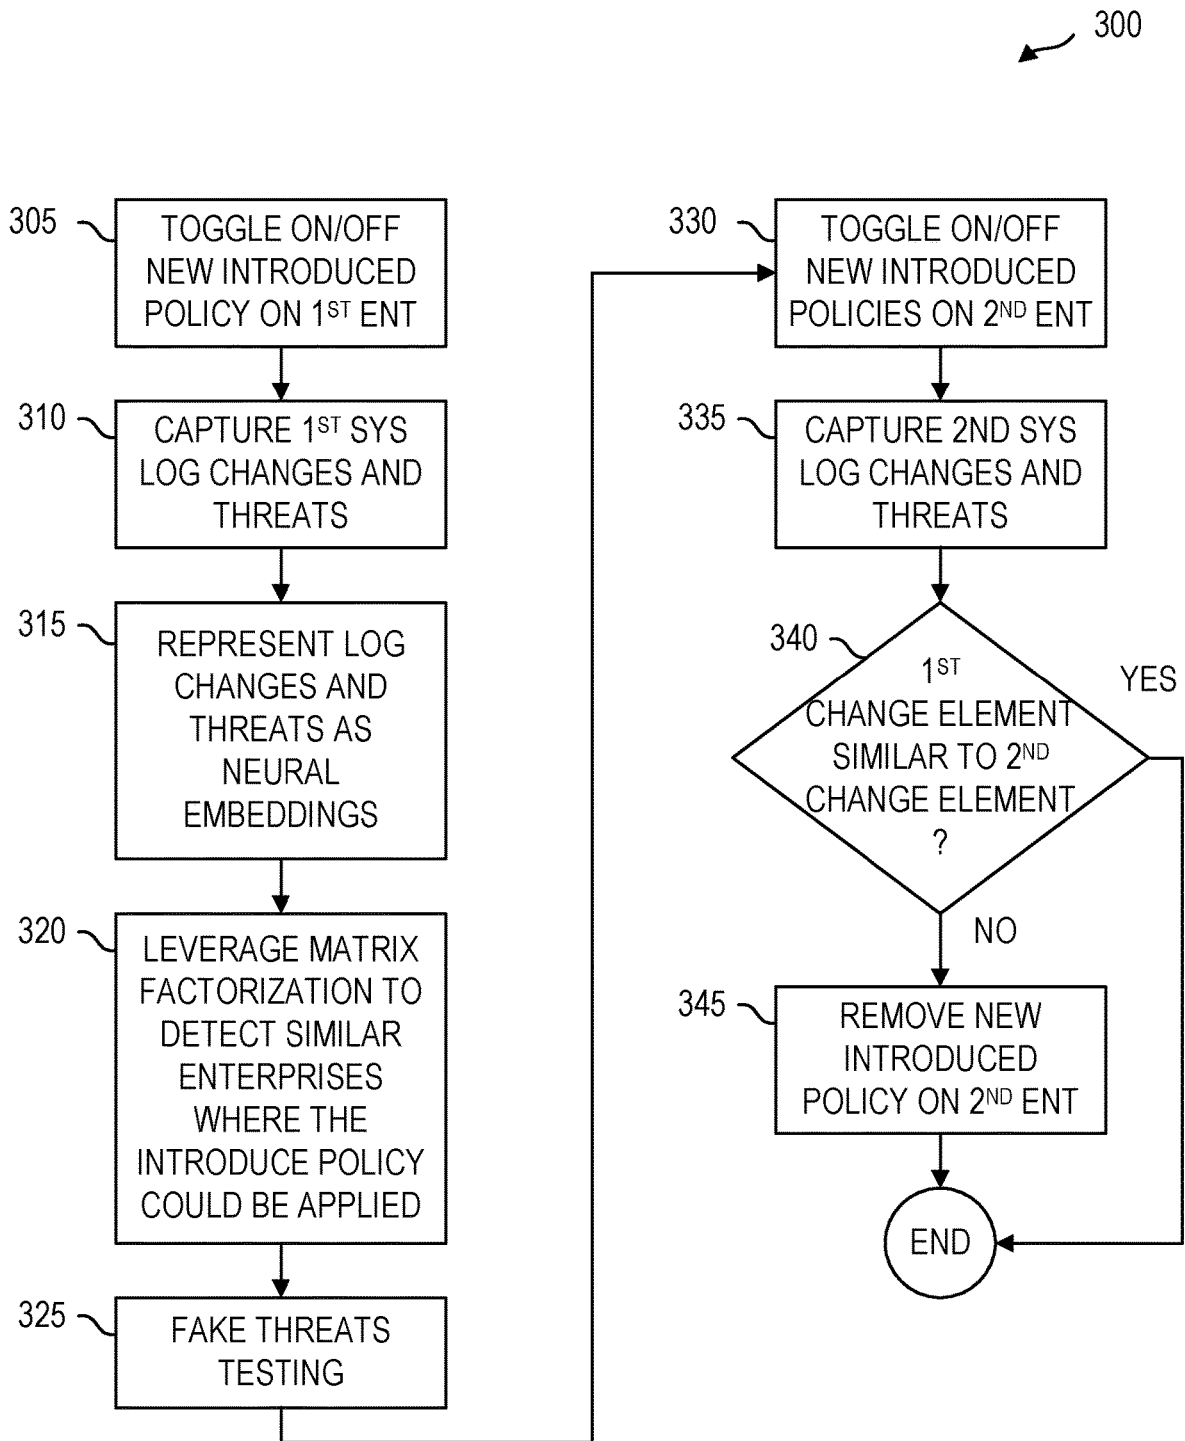 300
305
TOGGLE ON/OFF
NEW INTRODUCED
POLICY ON 1ST ENT
310
CAPTURE 1ST SYS
LOG CHANGES AND
THREATS
315
REPRESENT LOG
CHANGES AND
THREATS AS
NEURAL
EMBEDDINGS
320
LEVERAGE MATRIX
FACTORIZATION TO
DETECT SIMILAR
ENTERPRISES
WHERE THE
INTRODUCE POLICY
COULD BE APPLIED
325
FAKE THREATS
TESTING
330
TOGGLE ON/OFF
NEW INTRODUCED
POLICIES ON 2ND ENT
335
CAPTURE 2ND SYS
LOG CHANGES AND
THREATS
340
1ST
CHANGE ELEMENT
SIMILAR TO 2ND
CHANGE ELEMENT
?
YES
NO
345
REMOVE NEW
INTRODUCED
POLICY ON 2ND ENT
END